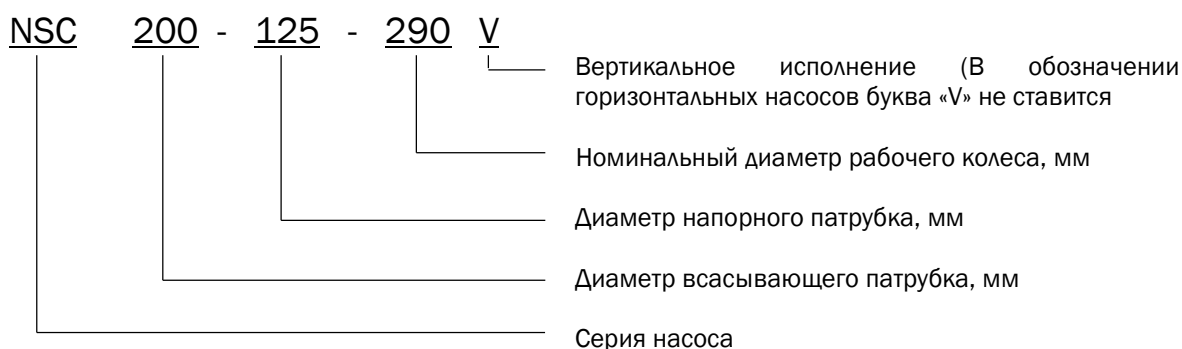 NSC 200 - 125 - 290 V
Вертикальное исполнение (В обозначении
горизонтальных насосов буква «V» не ставится
Номинальный диаметр рабочего колеса, мм
Диаметр напорного патрубка, мм
Диаметр всасывающего патрубка, мм
Серия насоса